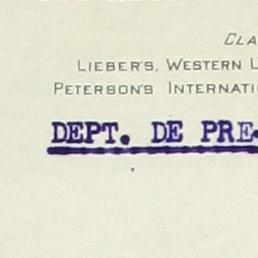 CLA
LIEBER'S, WESTERN U
PETERSON'S INTERNATI
DEPT. DE PRE-